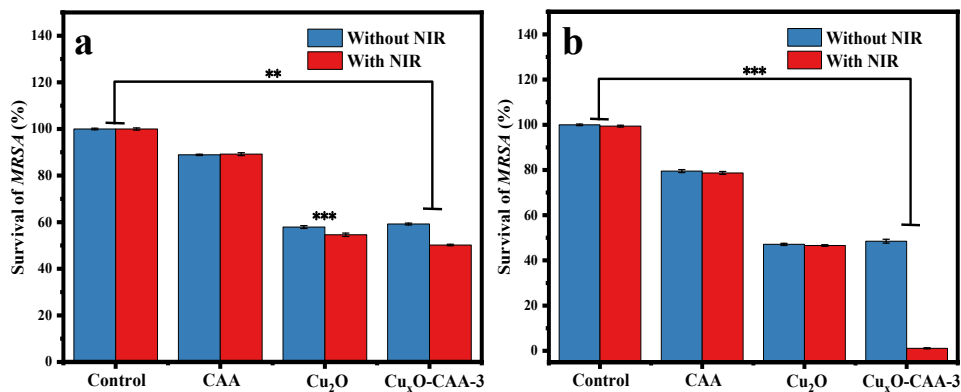 a
Without NIR
With NIR
**
***
Survival of MRSA (%)
140
120
100
80
60
40
20
0
Control
CAA
Cu₂O
CuₓO-CAA-3
b
Without NIR
With NIR
***
Survival of MRSA (%)
140
120
100
80
60
40
20
0
Control
CAA
Cu₂O
CuₓO-CAA-3